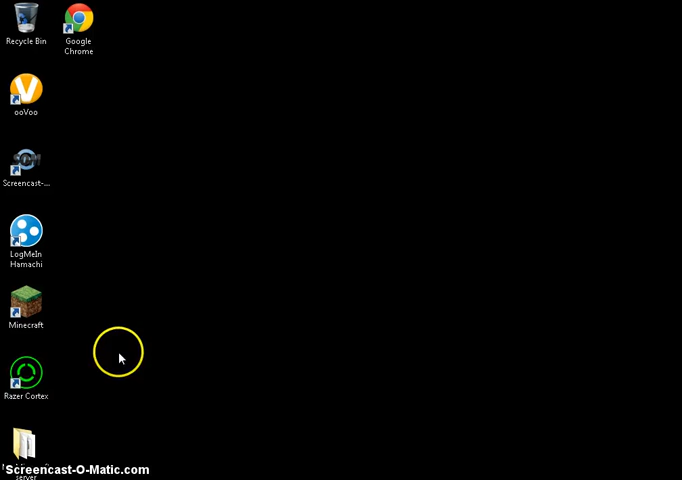 Recycle Bin
Google
Chrome
ooVoo
Screencast-...
LogMeIn
Hamachi
Minecraft
Razer Cortex
Screencast-O-Matic.com
server